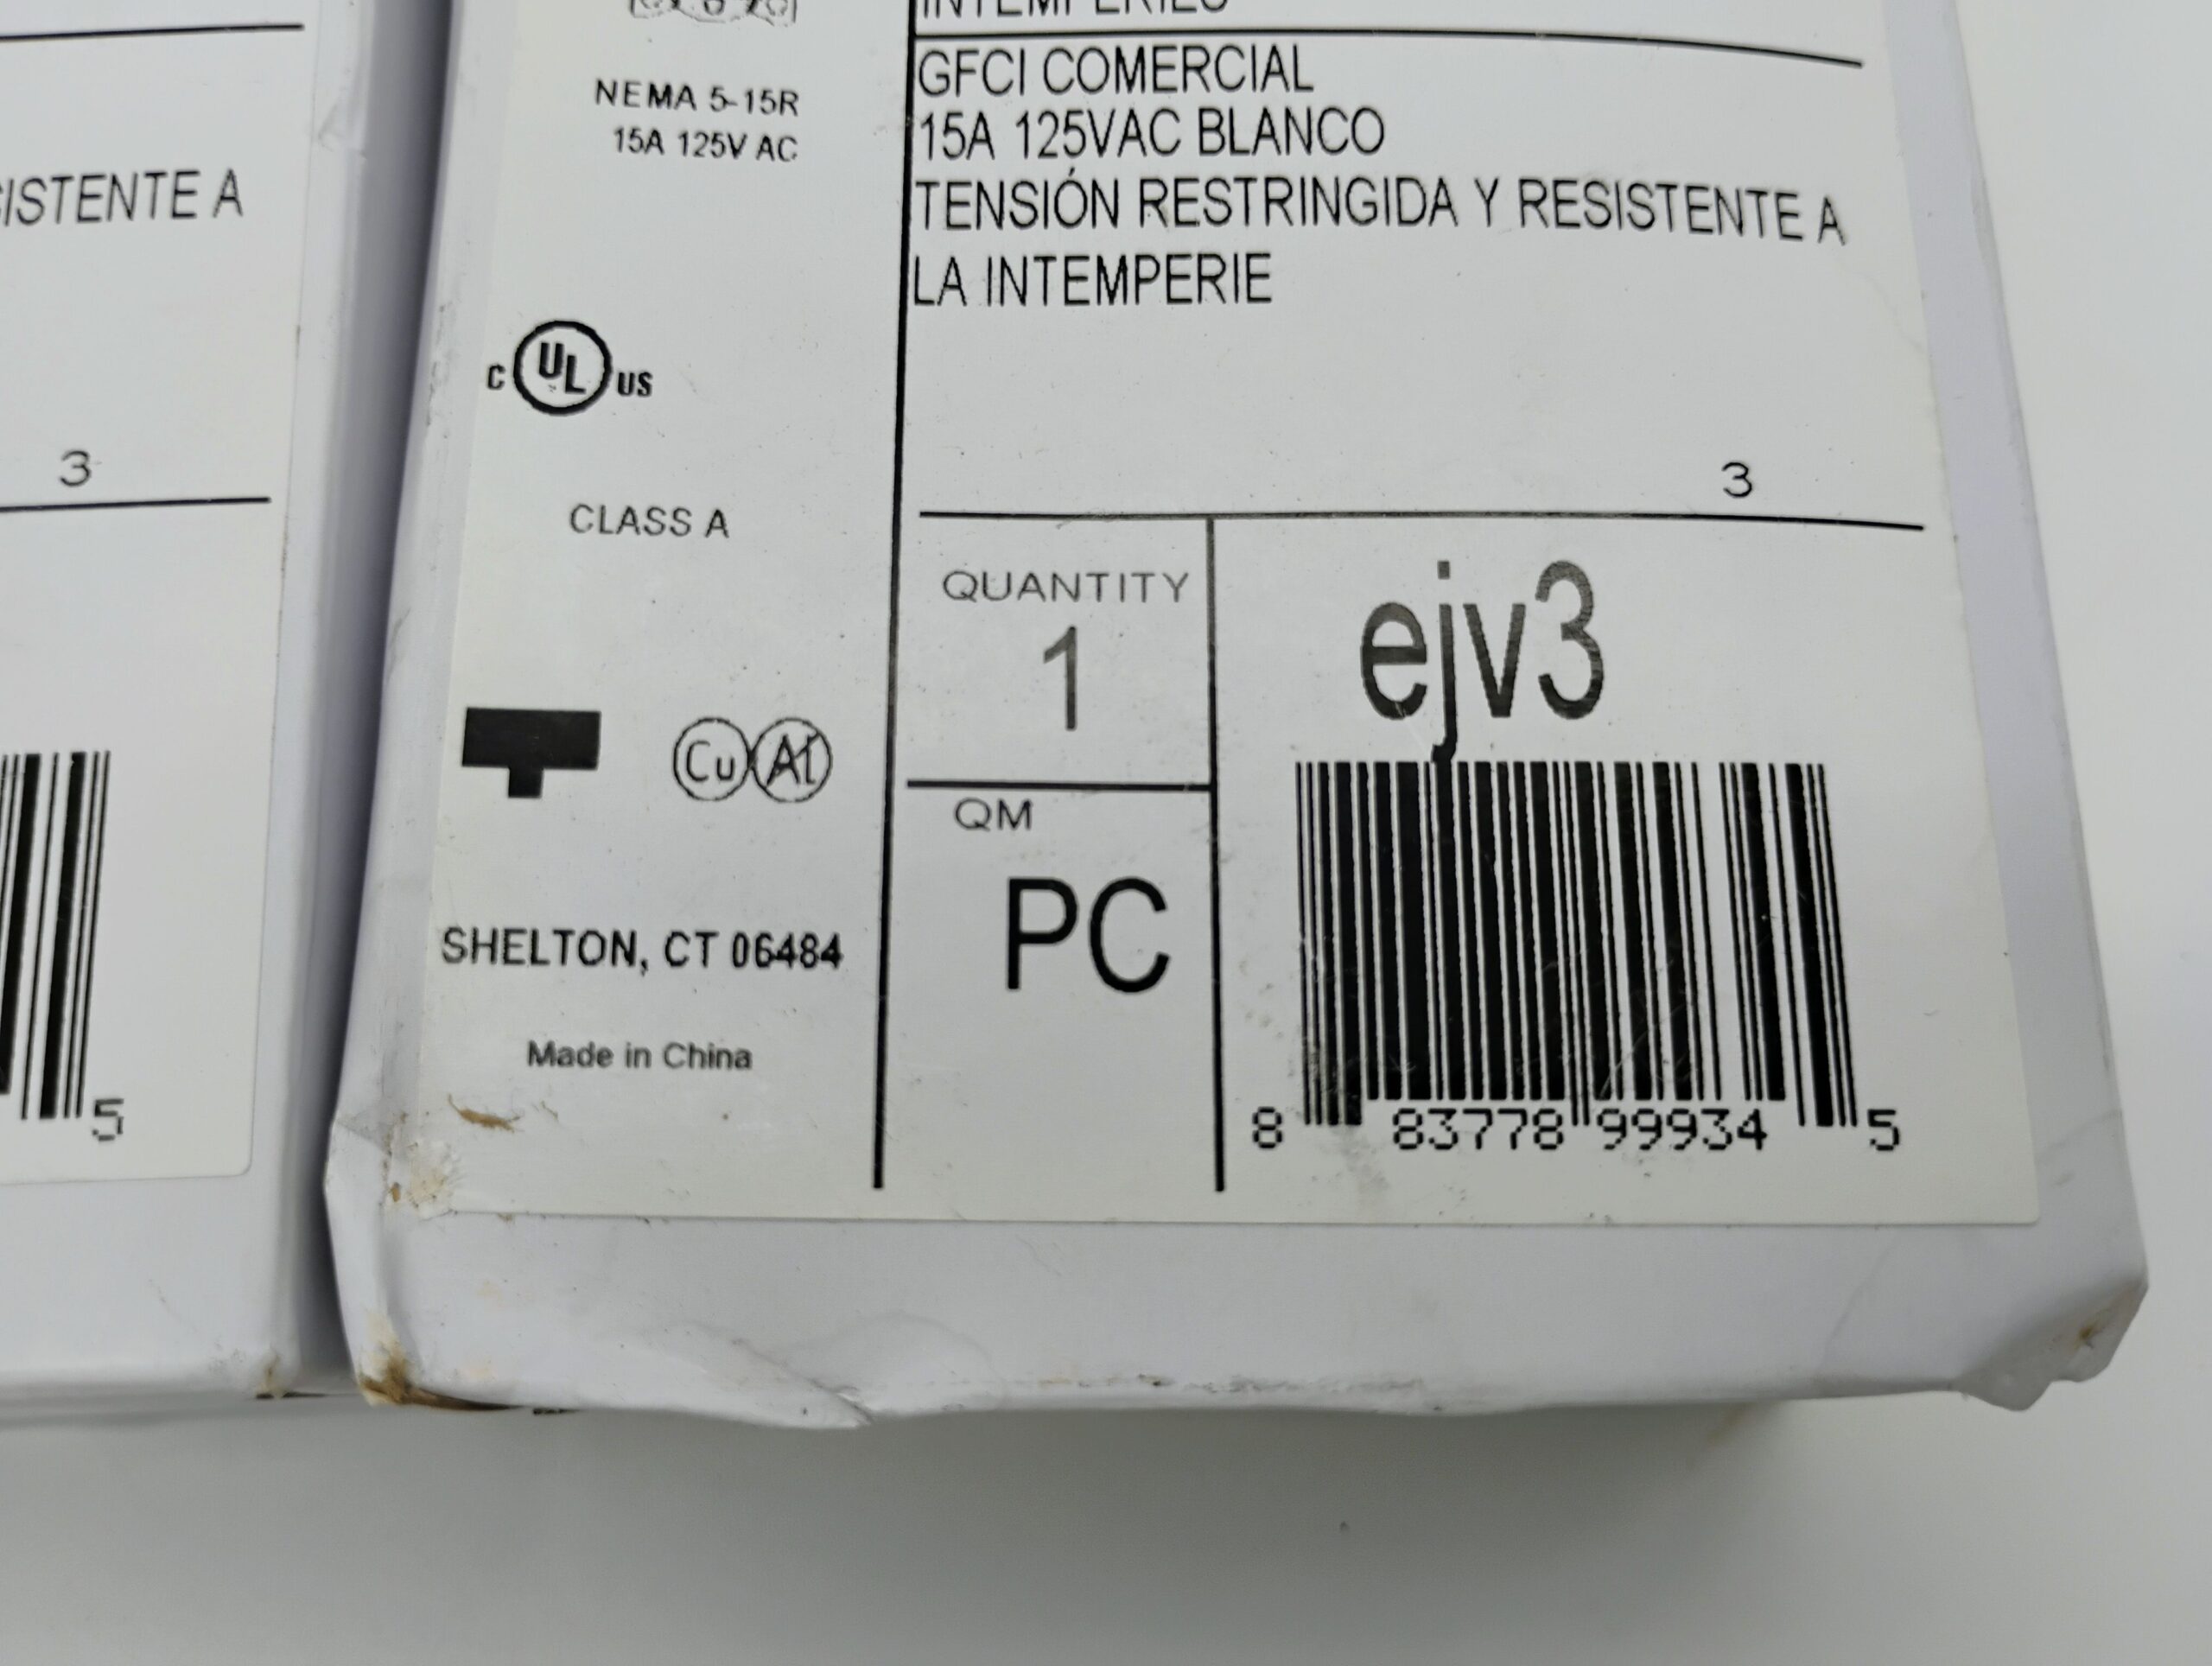 INTEMPERIES
GFCI COMERCIAL
15A 125VAC BLANCO
TENSIÓN RESTRINGIDA Y RESISTENTE A
LA INTEMPERIE
3
NEMA 5-15R
15A 125V AC
C UL US
CLASS A
Cu Al
SHELTON, CT 06484
Made in China
QUANTITY
1
QM
PC
ejv3
8 83778 99934 5
ISTENTE A
3
5